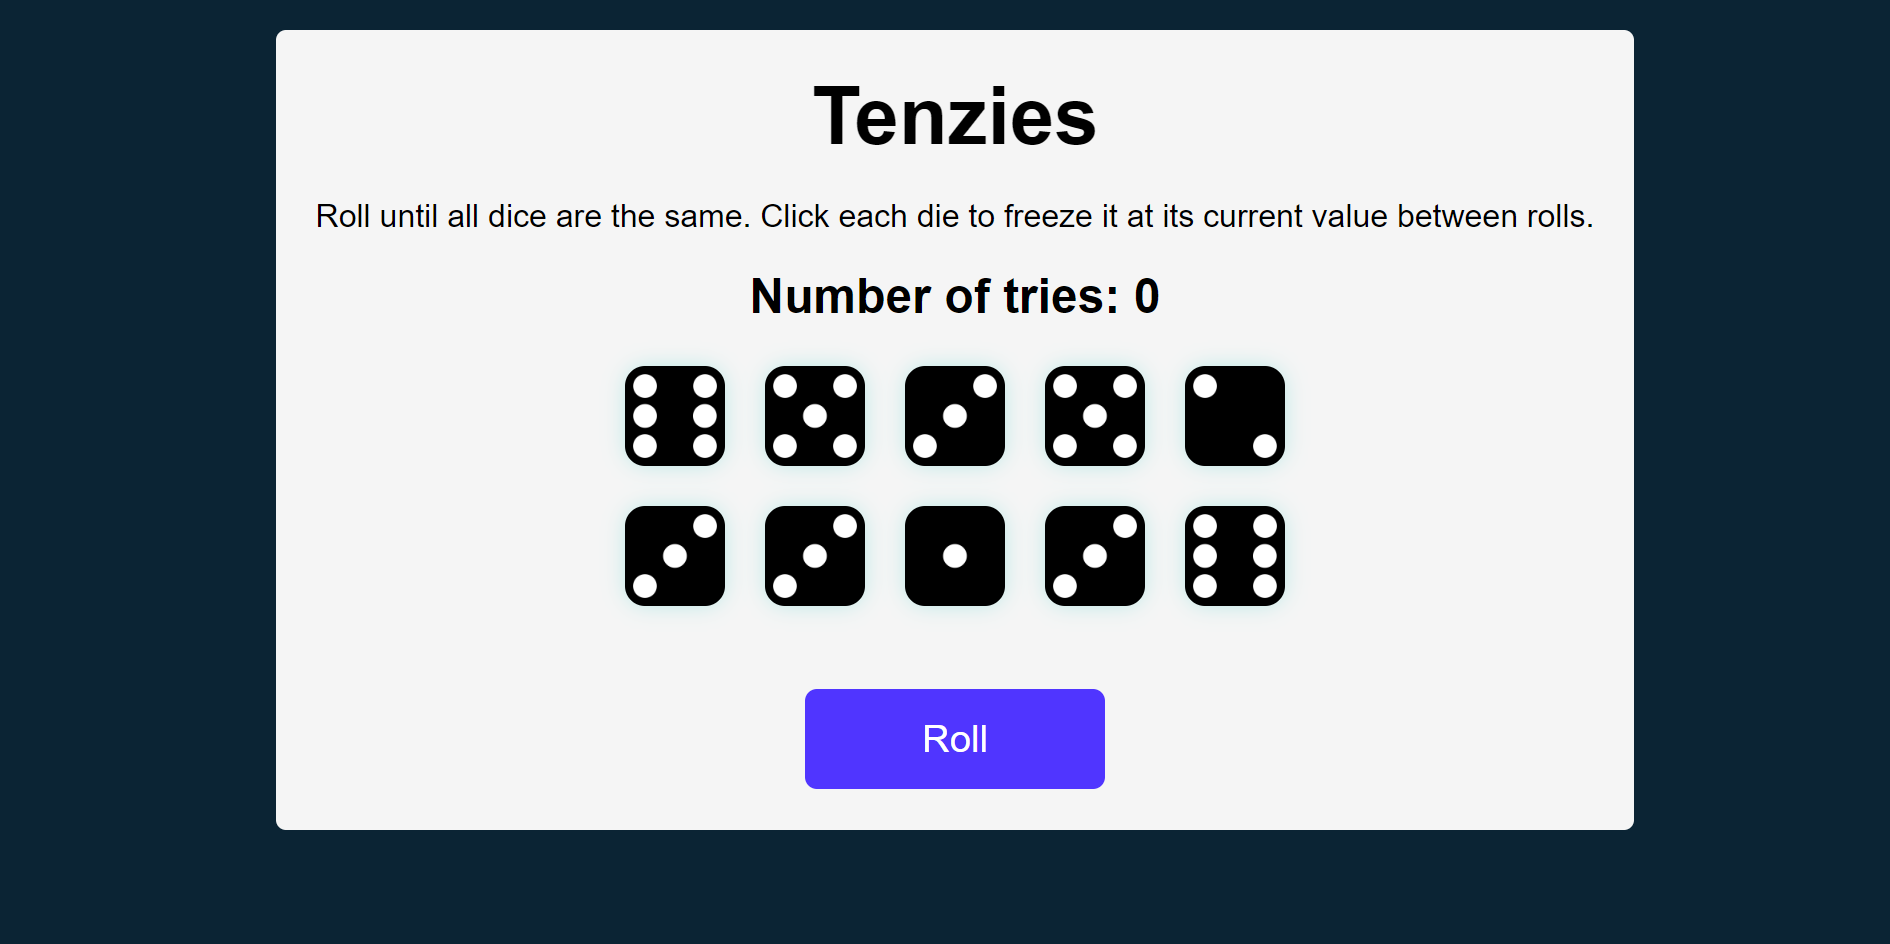 Tenzies
Roll until all dice are the same. Click each die to freeze it at its current value between rolls.
Number of tries: 0
Roll